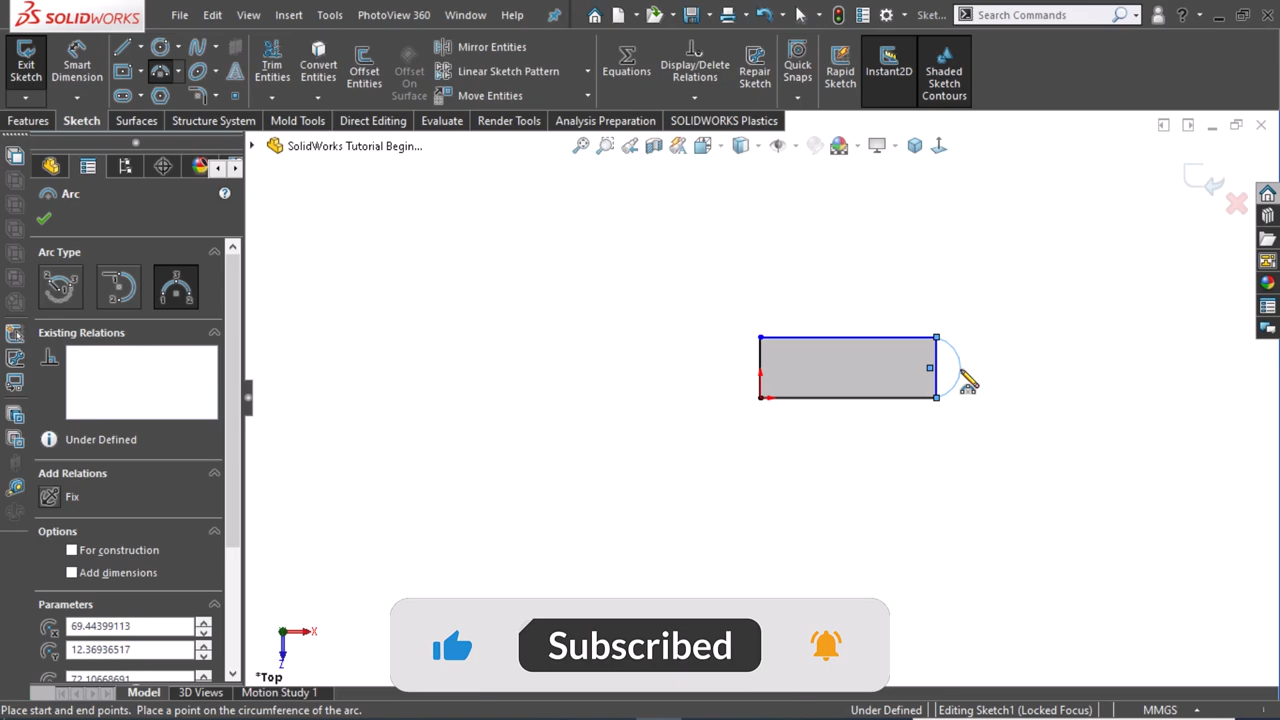 SOLIDWORKS File Edit View Insert Tools PhotoView 360 Window Help Sket... Search Commands ?
Exit Sketch
Smart Dimension
Trim Entities
Convert Entities
Offset Entities
Offset On Surface
Mirror Entities
Linear Sketch Pattern
Move Entities
Equations
Display/Delete Relations
Repair Sketch
Quick Snaps
Rapid Sketch
Instant2D
Shaded Sketch Contours
Features Sketch Surfaces Structure System Mold Tools Direct Editing Evaluate Render Tools Analysis Preparation SOLIDWORKS Plastics
SolidWorks Tutorial Begin...
Arc
Arc Type
Existing Relations
Under Defined
Add Relations
Fix
Options
For construction
Add dimensions
Parameters
69.44399113
12.36936517
72.10668691
X
Z
*Top
Subscribed
Model 3D Views Motion Study 1
Place start and end points. Place a point on the circumference of the arc. Under Defined Editing Sketch1 (Locked Focus) MMGS